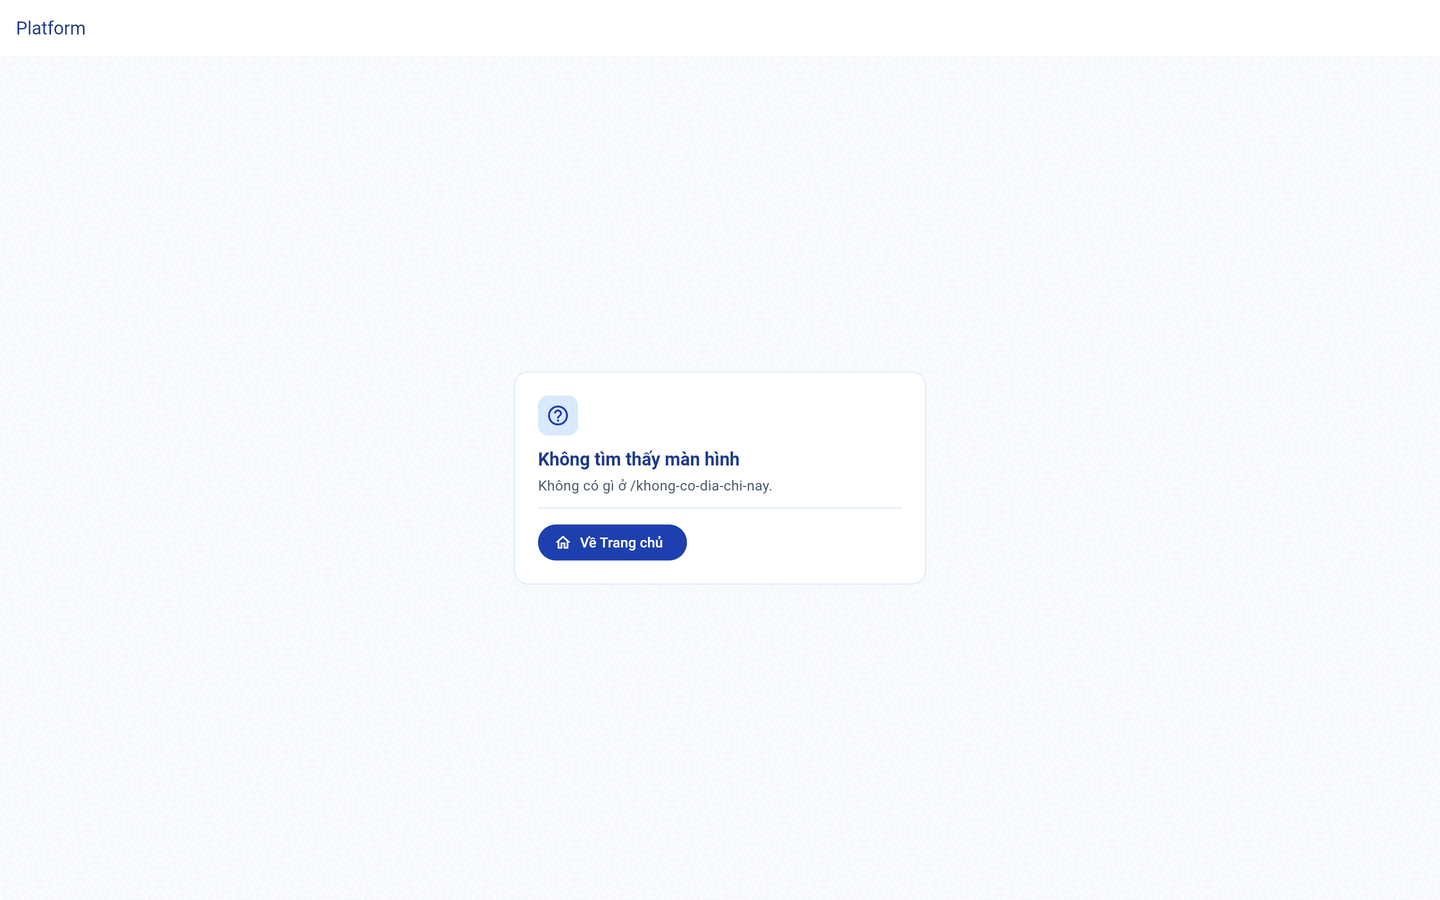 Platform
Không tìm thấy màn hình
Không có gì ở /khong-co-dia-chi-nay.
Về Trang chủ